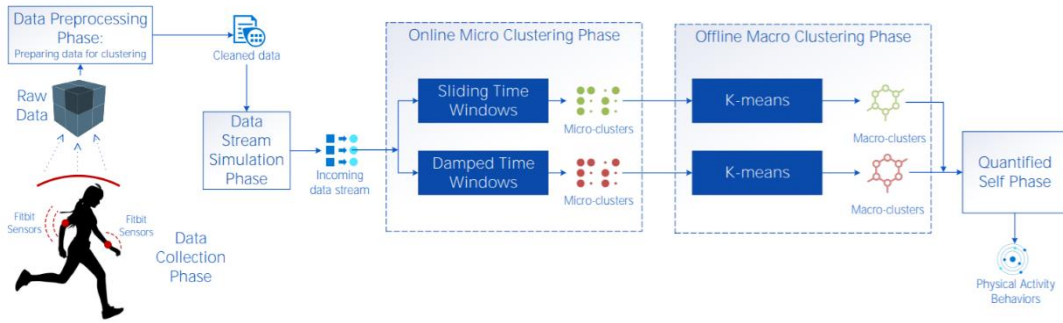 Data Preprocessing
Phase:
Preparing data for clustering
Raw
Data
Fitbit
Sensors
Fitbit
Sensors
Data
Collection
Phase
Cleaned data
Data
Stream
Simulation
Phase
Incoming
data stream
Online Micro Clustering Phase
Sliding Time
Windows
Micro-clusters
Damped Time
Windows
Micro-clusters
Offline Macro Clustering Phase
K-means
Macro-clusters
K-means
Macro-clusters
Quantified
Self Phase
Physical Activity
Behaviors